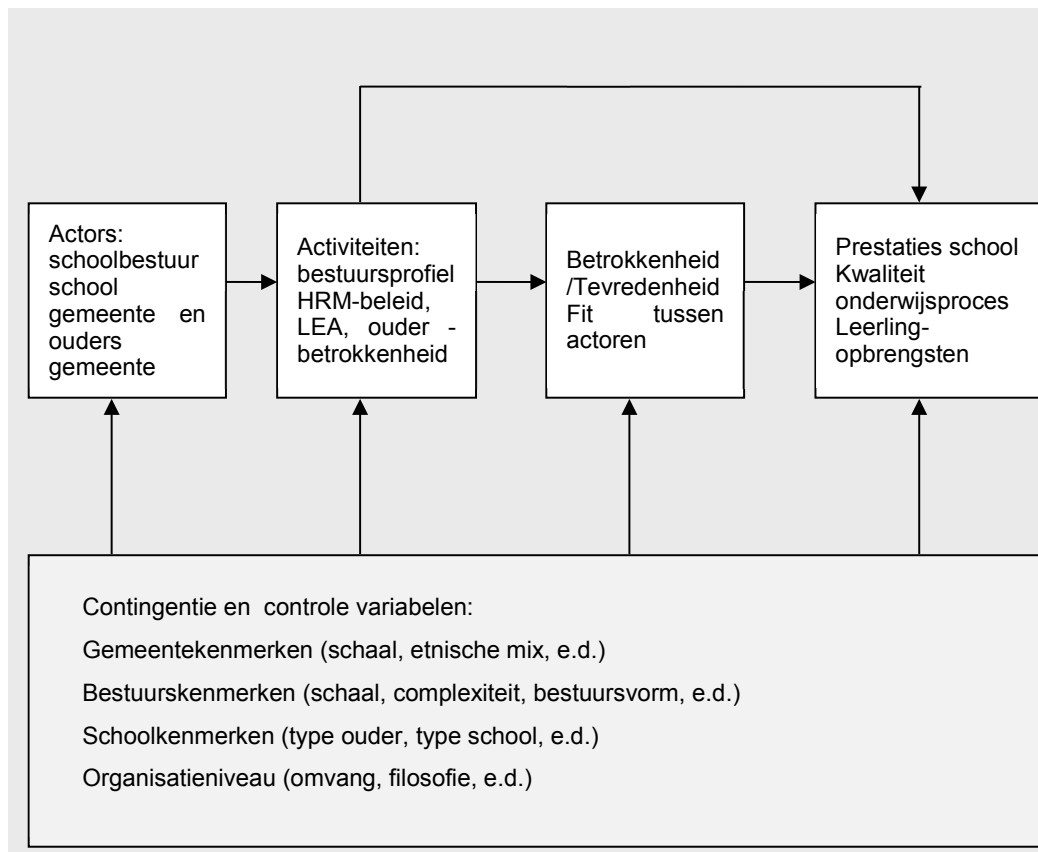 Actors:
schoolbestuur
school
gemeente en
ouders
gemeente
Activiteiten:
bestuursprofiel
HRM-beleid,
LEA, ouder -
betrokkenheid
Betrokkenheid
/Tevredenheid
Fit tussen
actoren
Prestaties school
Kwaliteit
onderwijsproces
Leerling-
opbrengsten
Contingentie en controle variabelen:
Gemeentekenmerken (schaal, etnische mix, e.d.)
Bestuurskenmerken (schaal, complexiteit, bestuursvorm, e.d.)
Schoolkenmerken (type ouder, type school, e.d.)
Organisatieniveau (omvang, filosofie, e.d.)